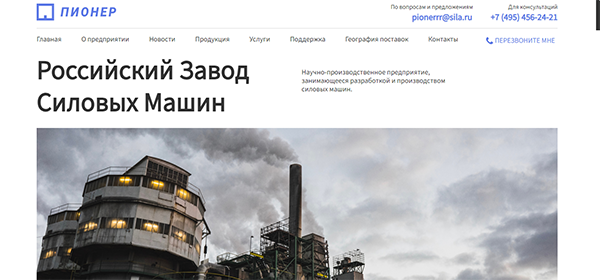 ПИОНЕР
По вопросам и предложениям
pionerrr@sila.ru
Для консультаций
+7 (495) 456-24-21
Главная О предприятии Новости Продукция Услуги Поддержка География поставок Контакты ПЕРЕЗВОНИТЕ МНЕ
Российский Завод
Силовых Машин
Научно-производственное предприятие,
занимающееся разработкой и производством
силовых машин.